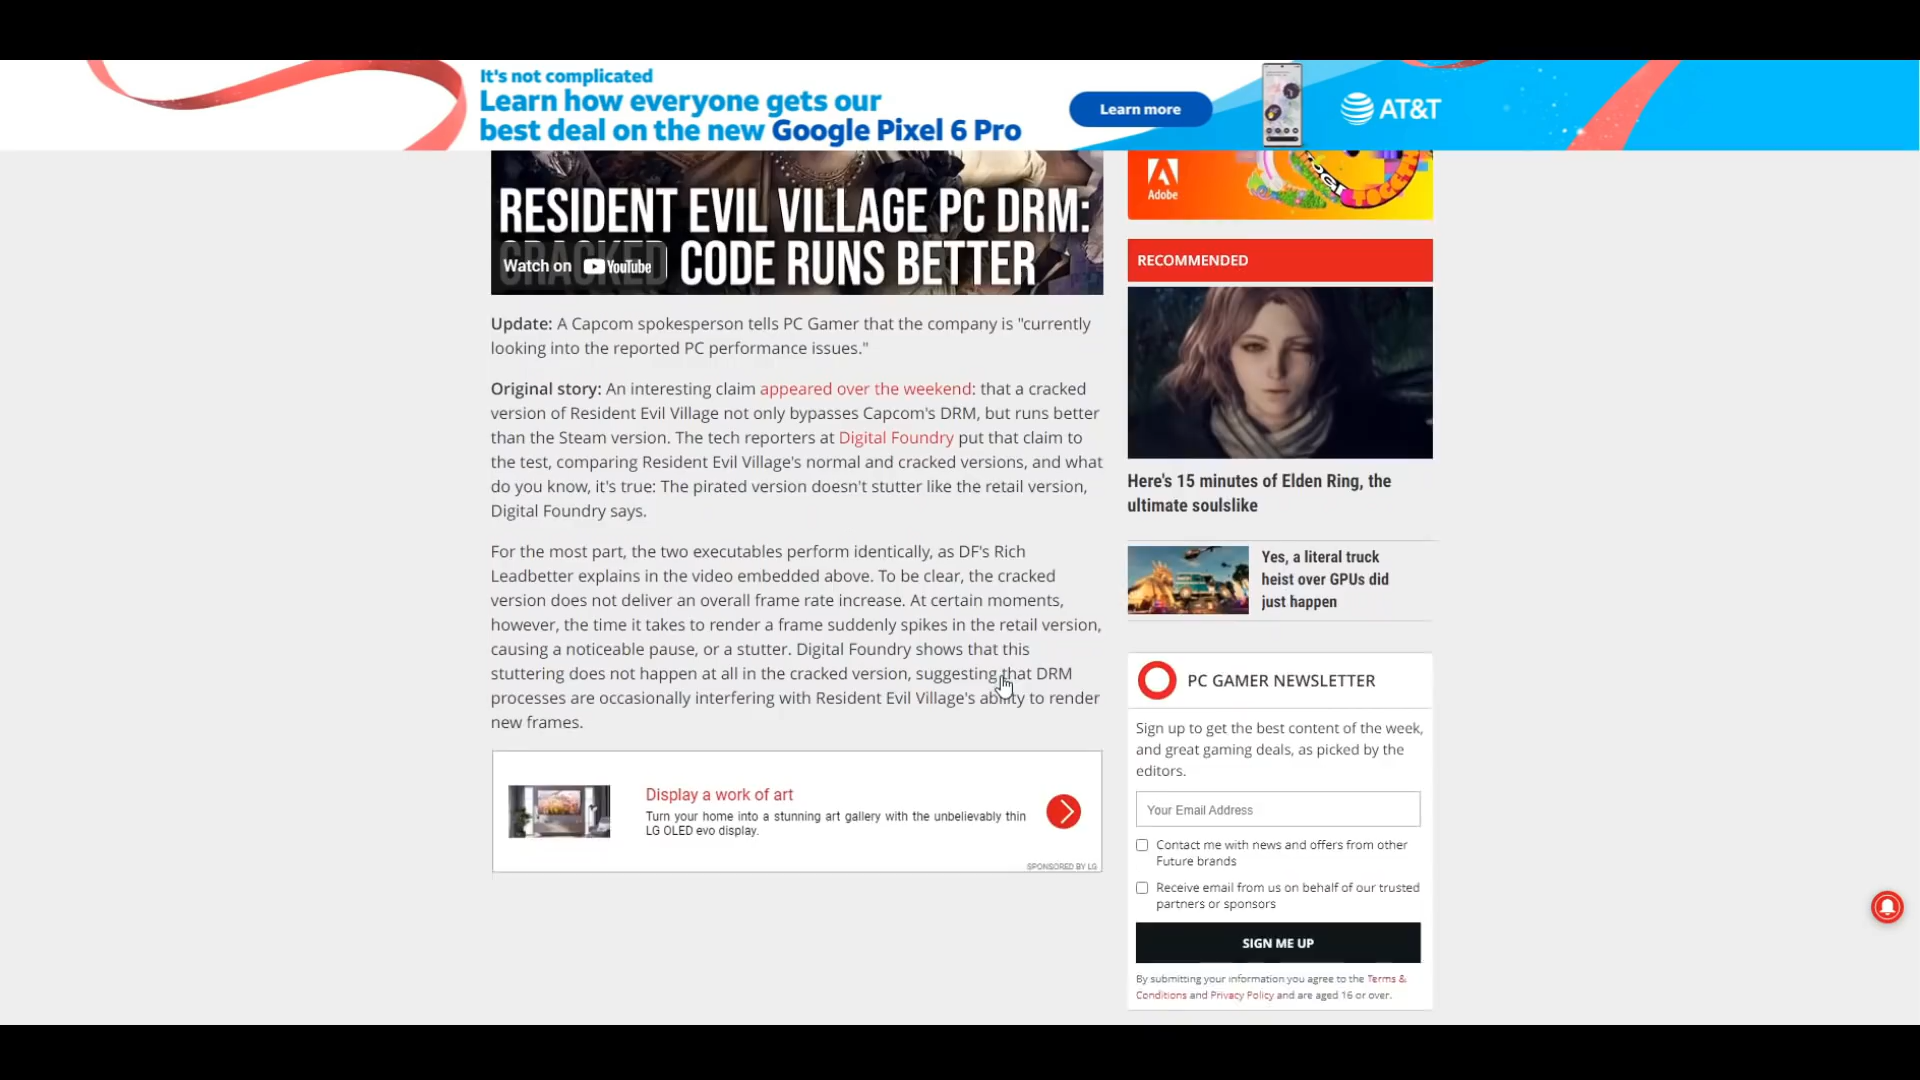 It's not complicated
Learn how everyone gets our
best deal on the new Google Pixel 6 Pro
Learn more
AT&T
RESIDENT EVIL VILLAGE PC DRM:
CRACKED CODE RUNS BETTER
Watch on YouTube
Update: A Capcom spokesperson tells PC Gamer that the company is "currently
looking into the reported PC performance issues."
Original story: An interesting claim appeared over the weekend: that a cracked
version of Resident Evil Village not only bypasses Capcom's DRM, but runs better
than the Steam version. The tech reporters at Digital Foundry put that claim to
the test, comparing Resident Evil Village's normal and cracked versions, and what
do you know, it's true: The pirated version doesn't stutter like the retail version,
Digital Foundry says.
For the most part, the two executables perform identically, as DF's Rich
Leadbetter explains in the video embedded above. To be clear, the cracked
version does not deliver an overall frame rate increase. At certain moments,
however, the time it takes to render a frame suddenly spikes in the retail version,
causing a noticeable pause, or a stutter. Digital Foundry shows that this
stuttering does not happen at all in the cracked version, suggesting that DRM
processes are occasionally interfering with Resident Evil Village's ability to render
new frames.
Display a work of art
Turn your home into a stunning art gallery with the unbelievably thin
LG OLED evo display.
SPONSORED BY LG
Adobe
RECOMMENDED
Here's 15 minutes of Elden Ring, the
ultimate soulslike
Yes, a literal truck
heist over GPUs did
just happen
PC GAMER NEWSLETTER
Sign up to get the best content of the week,
and great gaming deals, as picked by the
editors.
Your Email Address
Contact me with news and offers from other
Future brands
Receive email from us on behalf of our trusted
partners or sponsors
SIGN ME UP
By submitting your information you agree to the Terms &
Conditions and Privacy Policy and are aged 16 or over.